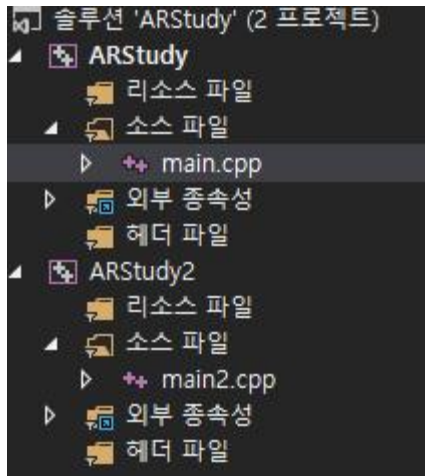 솔루션 'ARStudy' (2 프로젝트)
ARStudy
리소스 파일
소스 파일
main.cpp
외부 종속성
헤더 파일
ARStudy2
리소스 파일
소스 파일
main2.cpp
외부 종속성
헤더 파일